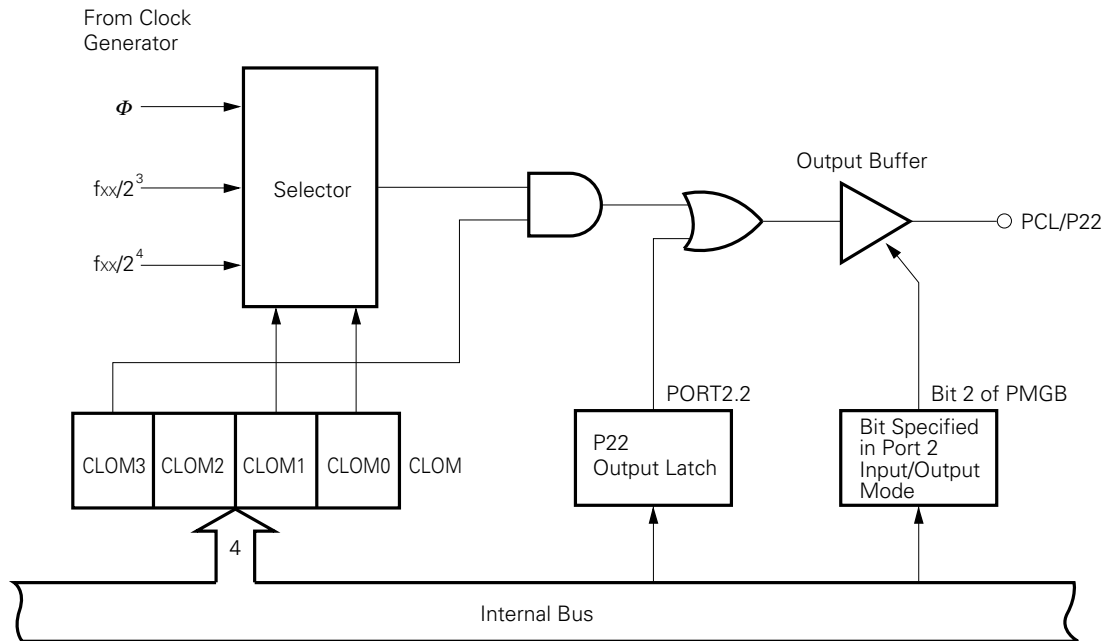 From Clock
Generator
Φ
fxx/2³
fxx/2⁴
Selector
Output Buffer
PCL/P22
PORT2.2
Bit 2 of PMGB
CLOM3
CLOM2
CLOM1
CLOM0
CLOM
P22
Output Latch
Bit Specified
in Port 2
Input/Output
Mode
4
Internal Bus